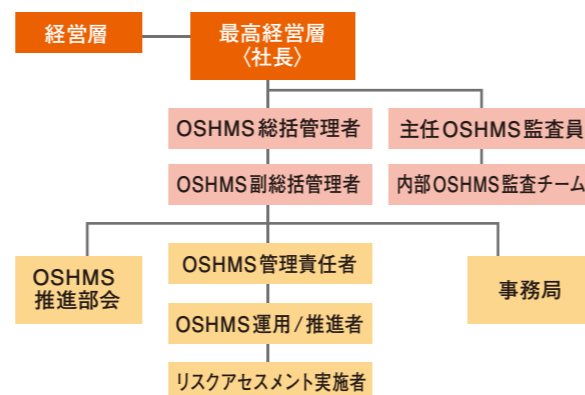 経営層
最高経営層
〈社長〉
OSHMS総括管理者
主任OSHMS監査員
OSHMS副総括管理者
内部OSHMS監査チーム
OSHMS
推進部会
OSHMS管理責任者
事務局
OSHMS運用/推進者
リスクアセスメント実施者